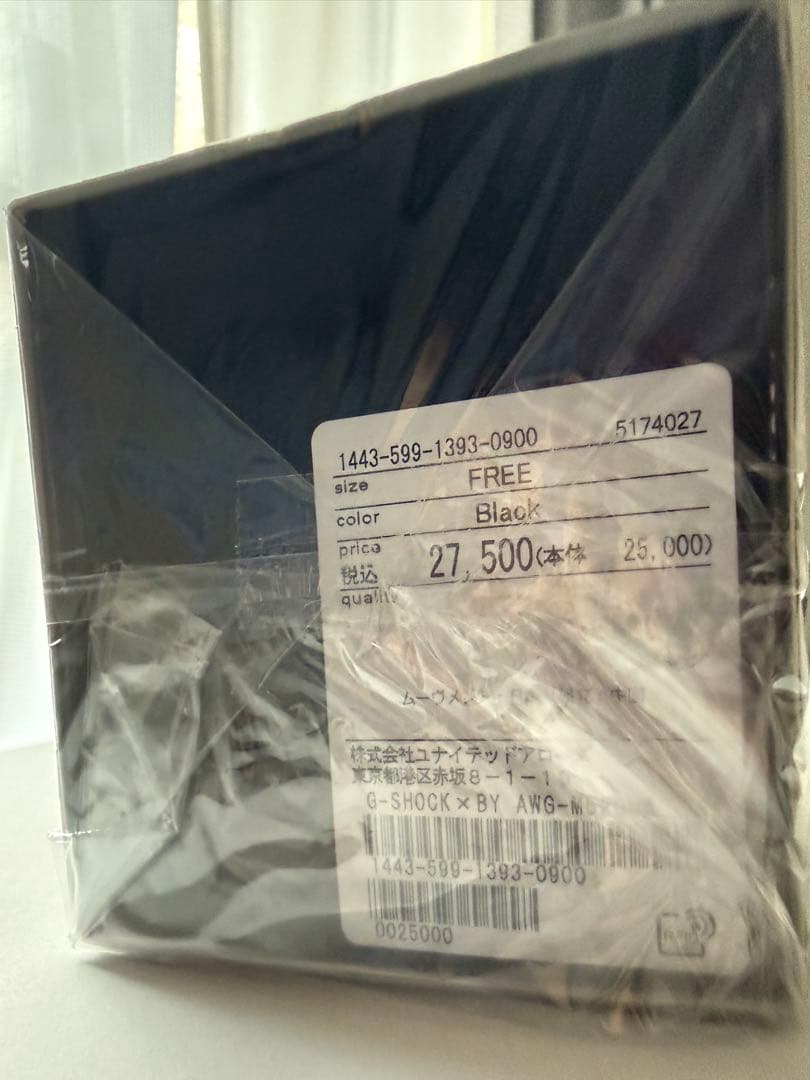 1443-599-1393-0900 5174027
size FREE
color Black
price
税込 27,500(本体 25,000)
quality
株式会社ユナイテッドアロ
東京都港区赤坂8-1-1
G-SHOCK×BY AWG-M
1443-599-1393-0900
0025000